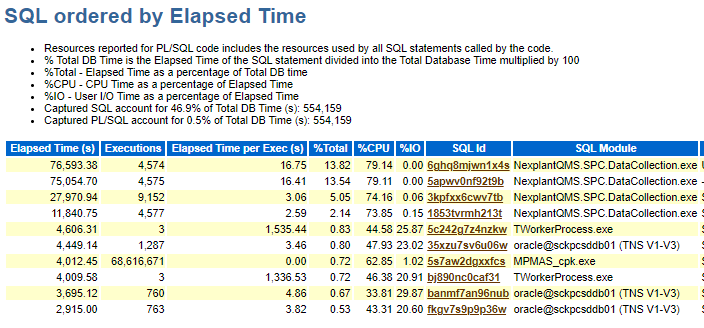 SQL ordered by Elapsed Time
Resources reported for PL/SQL code includes the resources used by all SQL statements called by the code.
% Total DB Time is the Elapsed Time of the SQL statement divided into the Total Database Time multiplied by 100
%Total - Elapsed Time as a percentage of Total DB time
%CPU - CPU Time as a percentage of Elapsed Time
%IO - User I/O Time as a percentage of Elapsed Time
Captured SQL account for 46.9% of Total DB Time (s): 554,159
Captured PL/SQL account for 0.5% of Total DB Time (s): 554,159
Elapsed Time (s) Executions Elapsed Time per Exec (s) %Total %CPU %IO SQL Id SQL Module
76,593.38 4,574 16.75 13.82 79.14 0.00 6ghq8mjwn1x4s NexplantQMS.SPC.DataCollection.exe
75,054.70 4,575 16.41 13.54 79.11 0.00 5apwv0nf92t9b NexplantQMS.SPC.DataCollection.exe
27,970.94 9,152 3.06 5.05 74.16 0.06 3kpfxx6cwv7tb NexplantQMS.SPC.DataCollection.exe
11,840.75 4,577 2.59 2.14 73.85 0.15 1853tvrmh213t NexplantQMS.SPC.DataCollection.exe
4,606.31 3 1,535.44 0.83 44.58 25.87 5c242g7z4nzkw TWorkerProcess.exe
4,449.14 1,287 3.46 0.80 47.93 23.02 35xzu7sv6u06w oracle@sckpcsddb01 (TNS V1-V3)
4,012.45 68,616,671 0.00 0.72 62.85 1.02 5s7aw2dgxxfcs MPMAS_cpk.exe
4,009.58 3 1,336.53 0.72 46.38 20.91 bj890nc0caf31 TWorkerProcess.exe
3,695.12 760 4.86 0.67 33.81 29.87 banmf7an96nub oracle@sckpcsddb01 (TNS V1-V3)
2,915.00 763 3.82 0.53 43.31 20.60 fkgv7s9p9p36w oracle@sckpcsddb01 (TNS V1-V3)